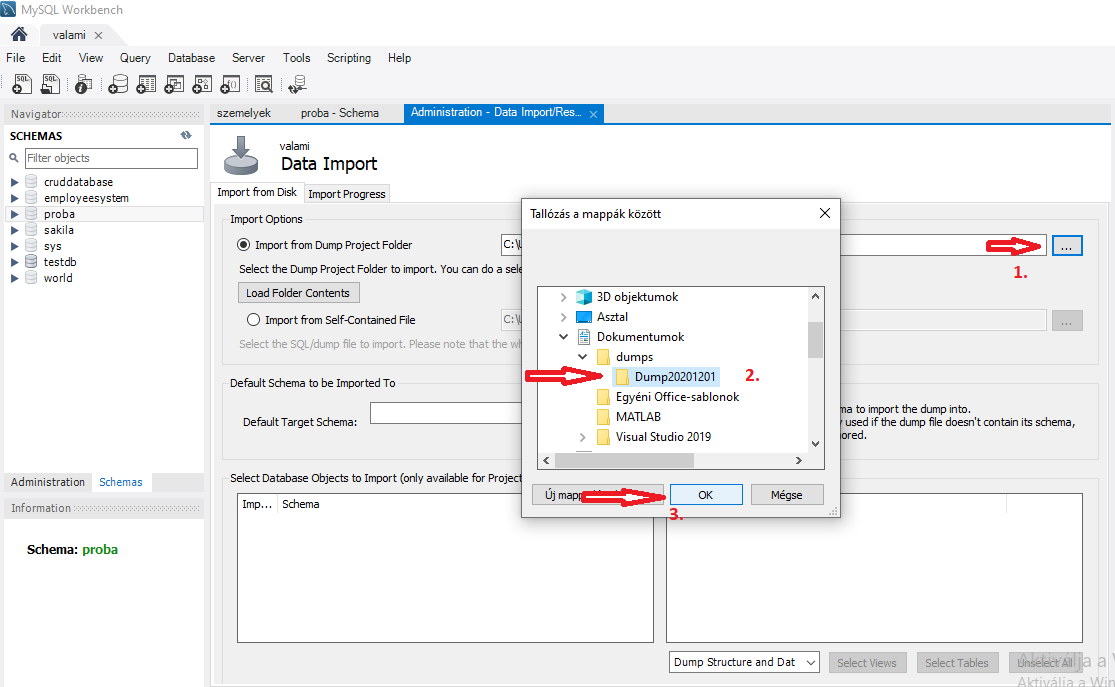 MySQL Workbench
valami
File Edit View Query Database Server Tools Scripting Help
Navigator
SCHEMAS
Filter objects
cruddatabase
employeesystem
proba
sakila
sys
testdb
world
Administration Schemas
Information
Schema: proba
szemelyek proba - Schema Administration - Data Import/Res...
valami
Data Import
Import from Disk Import Progress
Import Options
Import from Dump Project Folder
C:\
...
1.
Select the Dump Project Folder to import. You can do a sele
Load Folder Contents
Import from Self-Contained File
C:\
...
Select the SQL/dump file to import. Please note that the wh
Default Schema to be Imported To
Default Target Schema:
ma to import the dump into.
used if the dump file doesn't contain its schema,
ored.
Select Database Objects to Import (only available for Project
Imp... Schema
Dump Structure and Dat Select Views Select Tables Unselect All
Tallózás a mappák között
3D objektumok
Asztal
Dokumentumok
dumps
Dump20201201
2.
Egyéni Office-sablonok
MATLAB
Visual Studio 2019
Új mapp
OK
Mégse
3.
Aktiválja a W
Aktiválja a Win